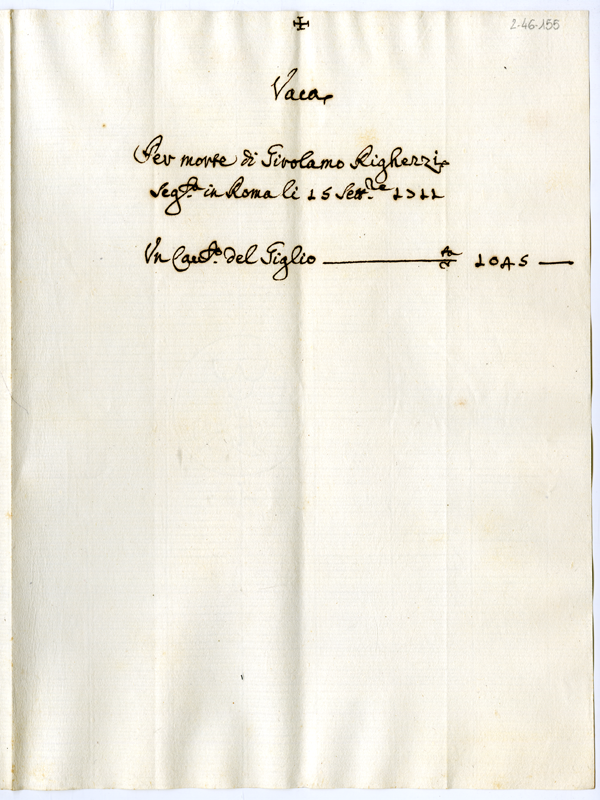 ✠
2-46-155
Vaca
Per morte di Girolamo Righezzi
seg.ta in Roma li 15 Sett.re 1711
Un Cav.to del Giglio ——— 1045 —